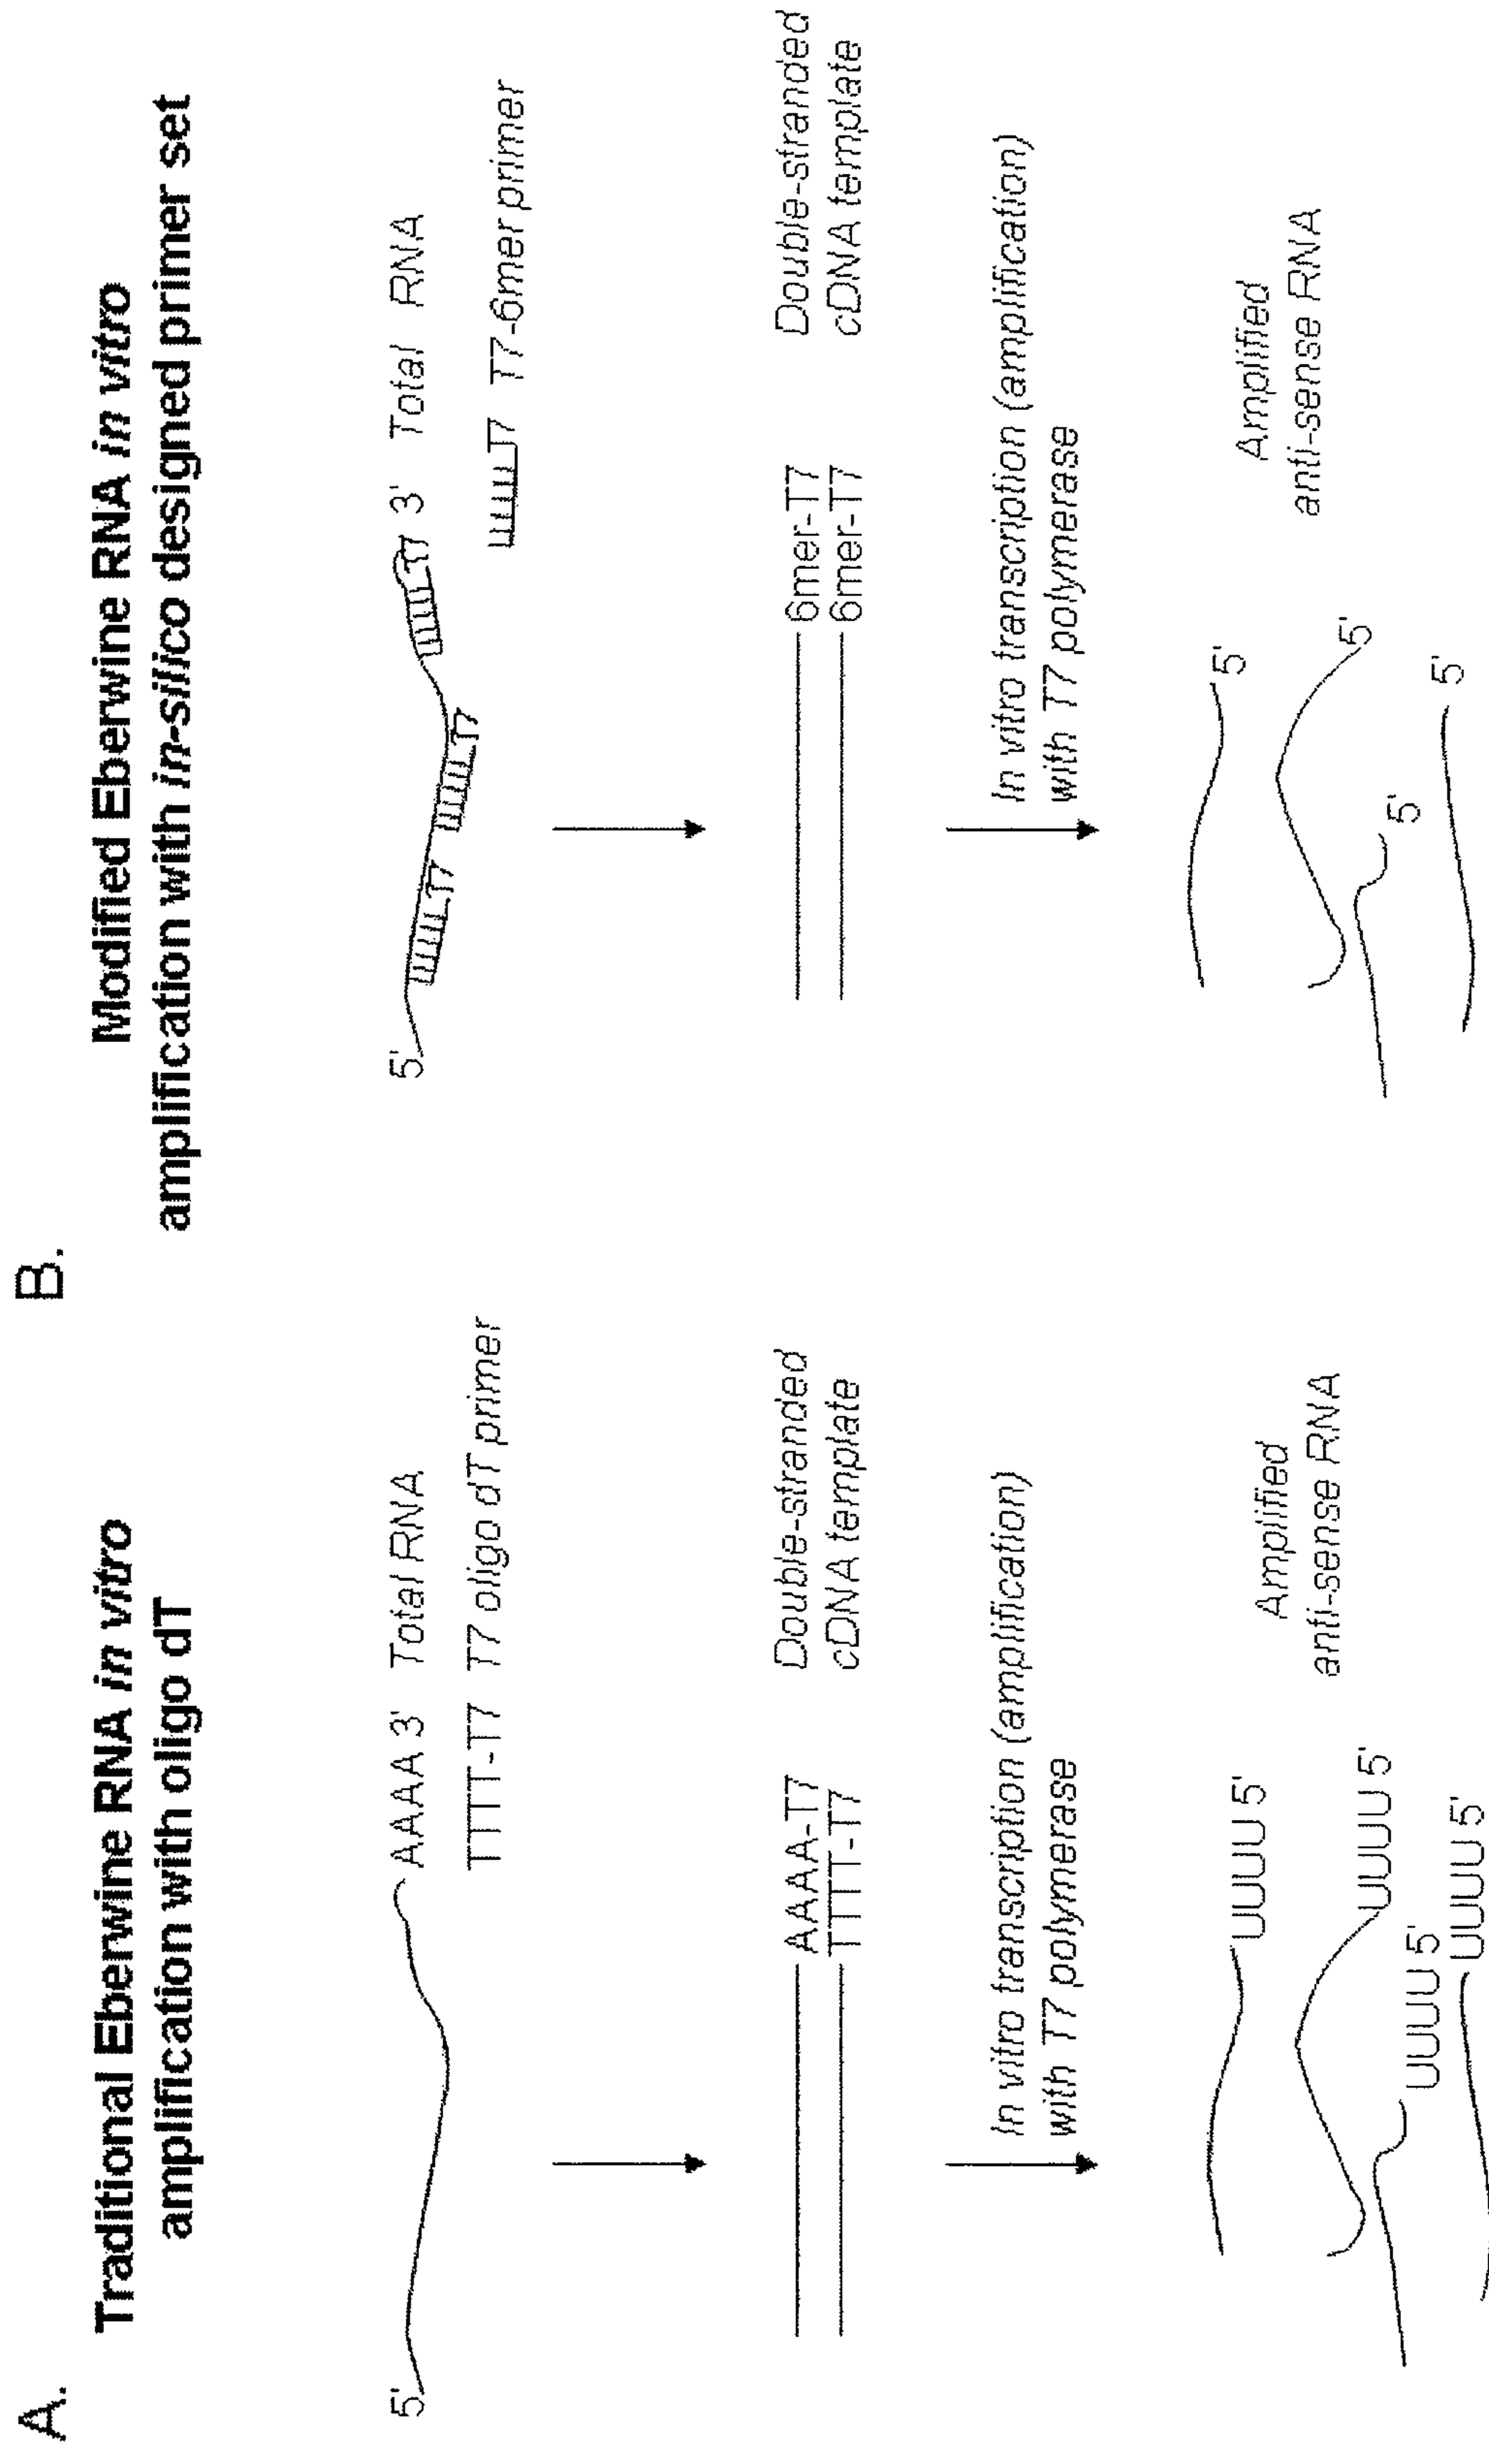 A.
Traditional Eberwine RNA in vitro
amplification with oligo dT
5'
AAAA 3' Total RNA
TTTT-T7 T7 oligo dT primer
AAAA-T7
TTTT-T7
Double-stranded
cDNA template
In vitro transcription (amplification)
with T7 polymerase
UUUU 5'
UUUU 5'
UUUU 5'
UUUU 5'
Amplified
anti-sense RNA
B.
Modified Eberwine RNA in vitro
amplification with in-silico designed primer set
5'
T7
T7
T7
3' Total RNA
T7 T7-6mer primer
6mer-T7
6mer-T7
Double-stranded
cDNA template
In vitro transcription (amplification)
with T7 polymerase
5'
5'
5'
5'
Amplified
anti-sense RNA